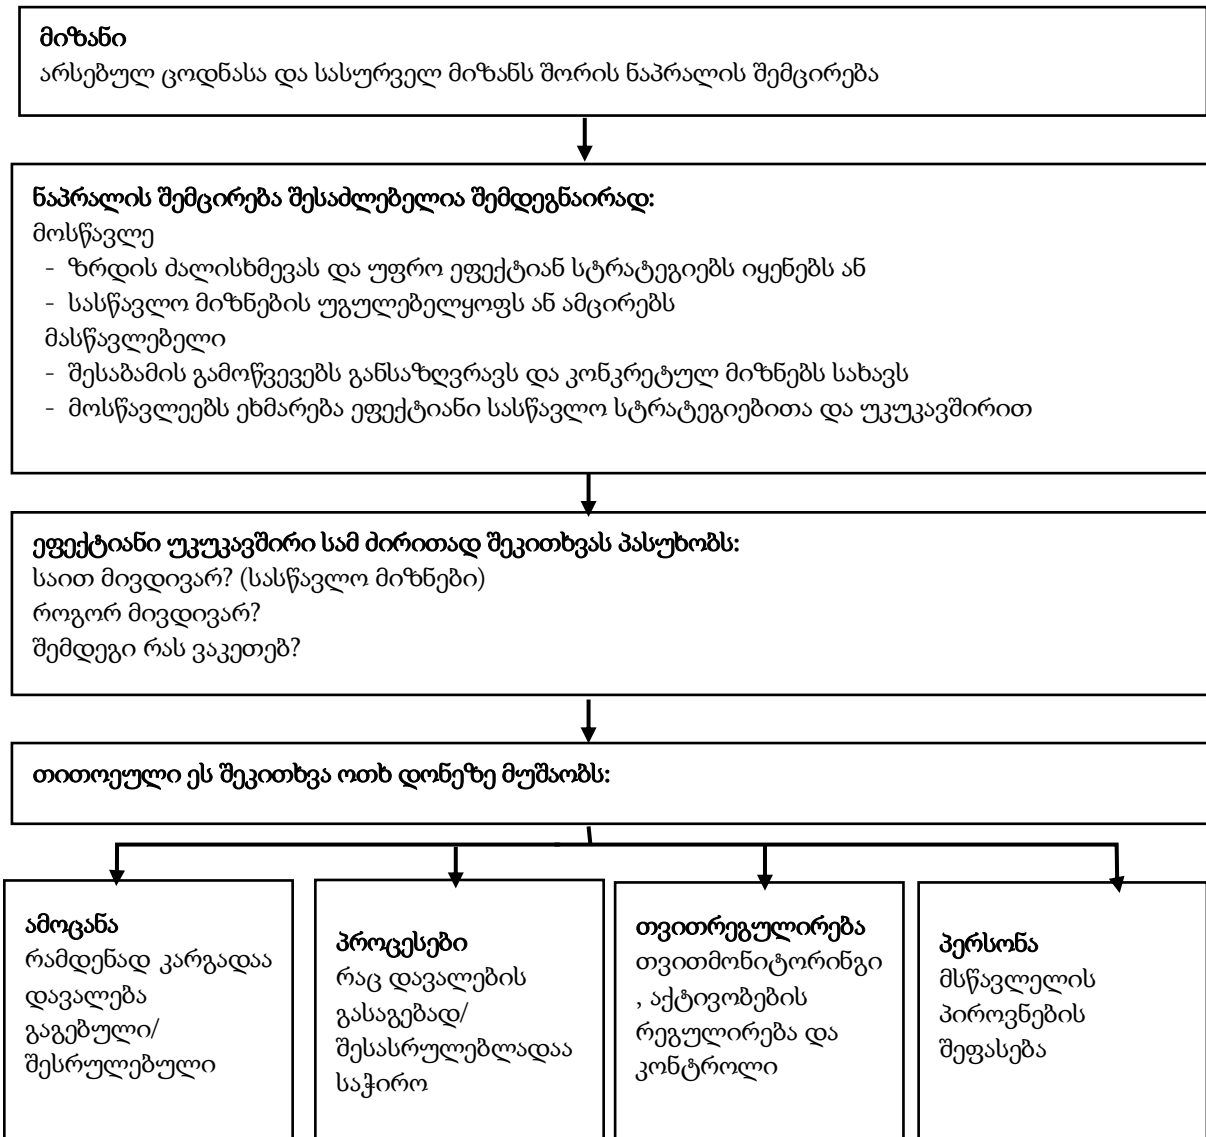 მიზანი
არსებულ ცოდნასა და სასურველ მიზანს შორის ნაპრალის შემცირება
ნაპრალის შემცირება შესაძლებელია შემდეგნაირად:
მოსწავლე
- ზრდის ძალისხმევას და უფრო ეფექტიან სტრატეგიებს იყენებს ან
- სასწავლო მიზნების უგულებელყოფს ან ამცირებს
მასწავლებელი
- შესაბამის გამოწვევებს განსაზღვრავს და კონკრეტულ მიზნებს სახავს
- მოსწავლეებს ეხმარება ეფექტიანი სასწავლო სტრატეგიებითა და უკუკავშირით
ეფექტიანი უკუკავშირი სამ ძირითად შეკითხვას პასუხობს:
საით მივდივარ? (სასწავლო მიზნები)
როგორ მივდივარ?
შემდეგი რას ვაკეთებ?
თითოეული ეს შეკითხვა ოთხ დონეზე მუშაობს:
ამოცანა
რამდენად კარგადაა
დავალება
გაგებული/
შესრულებული
პროცესები
რაც დავალების
გასაგებად/
შესასრულებლადაა
საჭირო
თვითრეგულირება
თვითმონიტორინგი
, აქტივობების
რეგულირება და
კონტროლი
პერსონა
მსწავლელის
პიროვნების
შეფასება